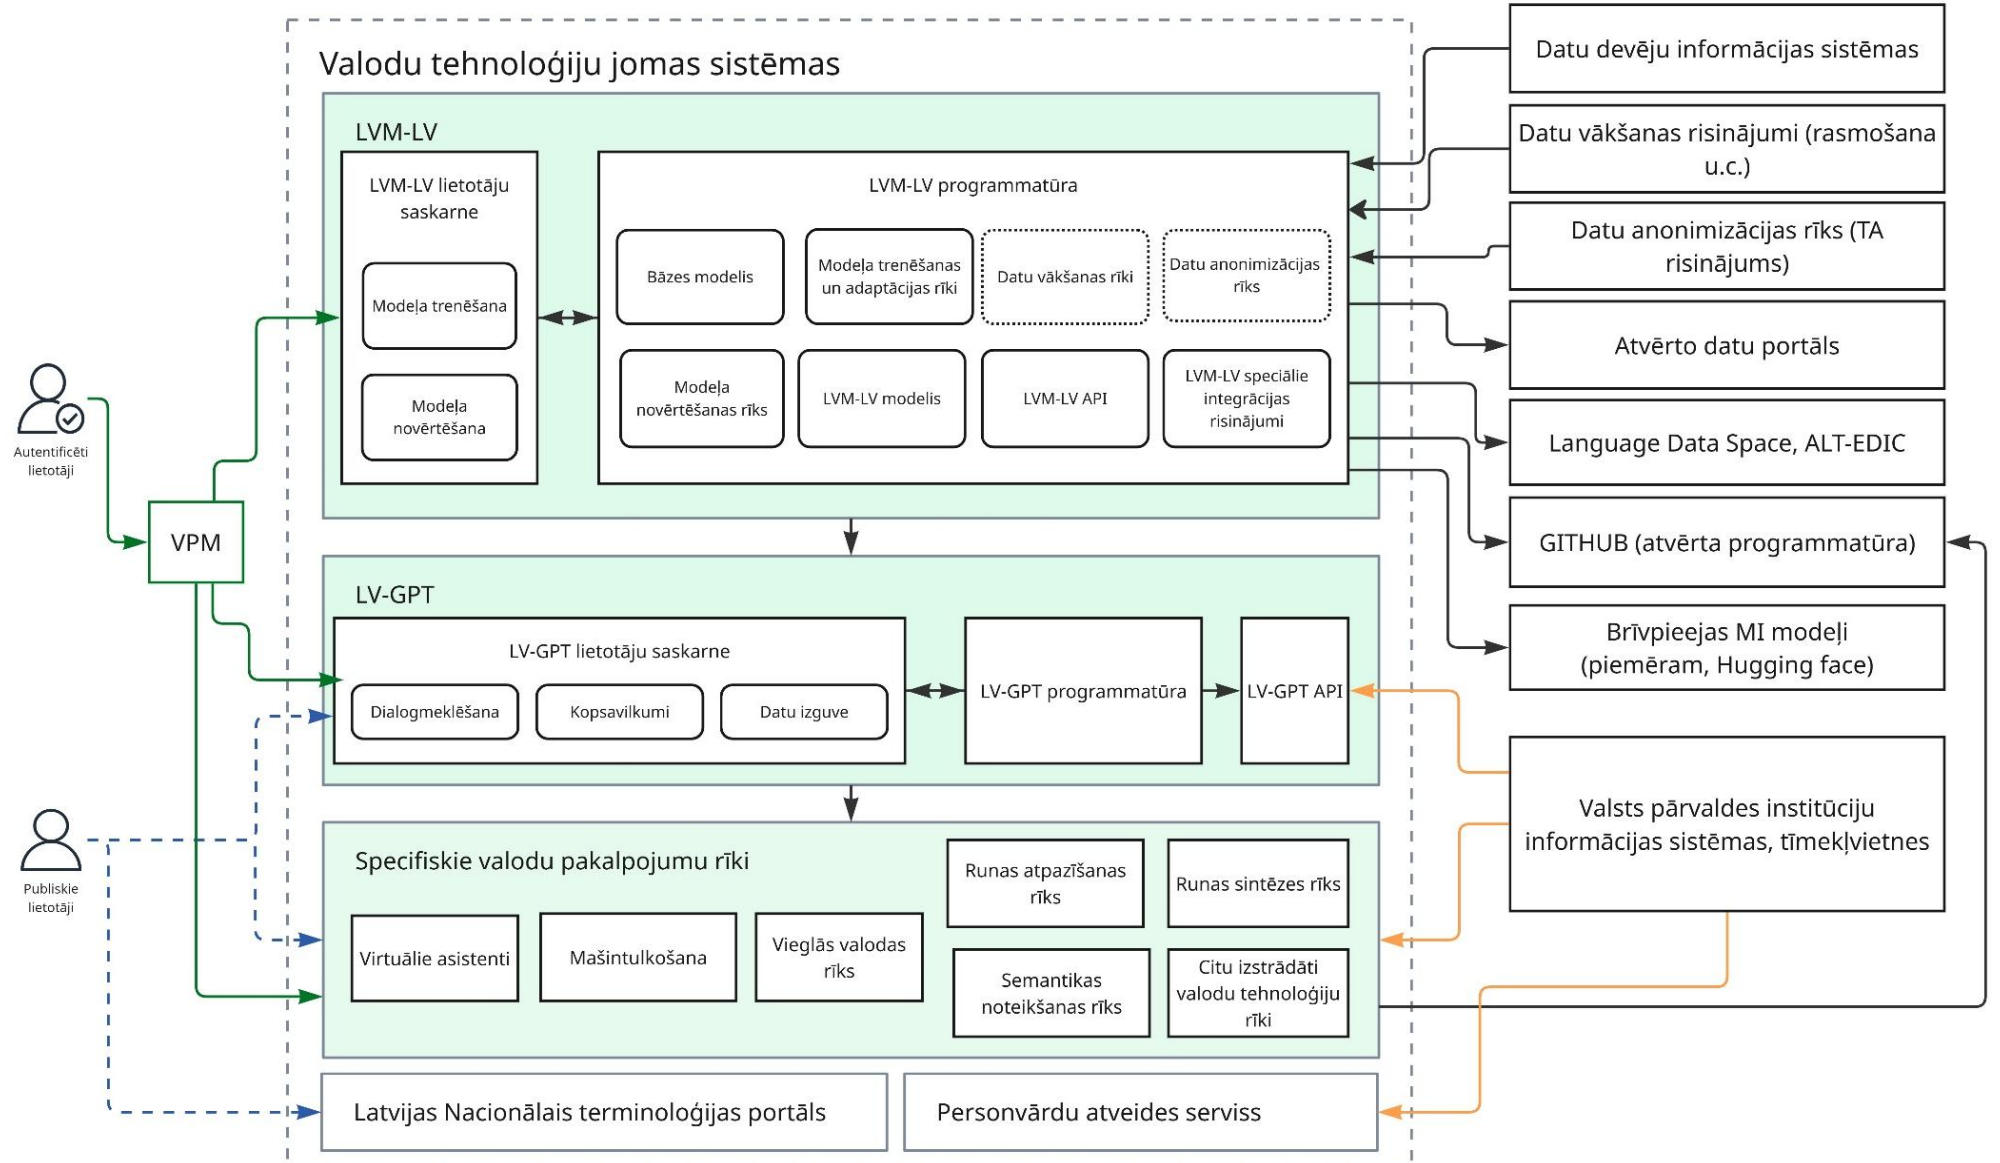 Valodu tehnoloģiju jomas sistēmas
LVM-LV
LVM-LV lietotāju
saskarne
Modeļa trenēšana
Modeļa
novērtēšana
LVM-LV programmatūra
Bāzes modelis
Modeļa trenēšanas
un adaptācijas rīki
Datu vākšanas rīki
Datu anonimizācijas
rīks
Modeļa
novērtēšanas rīks
LVM-LV modelis
LVM-LV API
LVM-LV speciālie
integrācijas
risinājumi
Autentificēti
lietotāji
VPM
LV-GPT
LV-GPT lietotāju saskarne
Dialogmeklēšana
Kopsavilkumi
Datu izguve
LV-GPT programmatūra
LV-GPT API
Publiskie
lietotāji
Specifiskie valodu pakalpojumu rīki
Virtuālie asistenti
Mašīntulkošana
Vieglās valodas
rīks
Runas atpazīšanas
rīks
Runas sintēzes rīks
Semantikas
noteikšanas rīks
Citu izstrādāti
valodu tehnoloģiju
rīki
Latvijas Nacionālais terminoloģijas portāls
Personvārdu atveides serviss
Datu devēju informācijas sistēmas
Datu vākšanas risinājumi (rasmošana
u.c.)
Datu anonimizācijas rīks (TA
risinājums)
Atvērto datu portāls
Language Data Space, ALT-EDIC
GITHUB (atvērta programmatūra)
Brīvpieejas MI modeļi
(piemēram, Hugging face)
Valsts pārvaldes institūciju
informācijas sistēmas, tīmekļvietnes